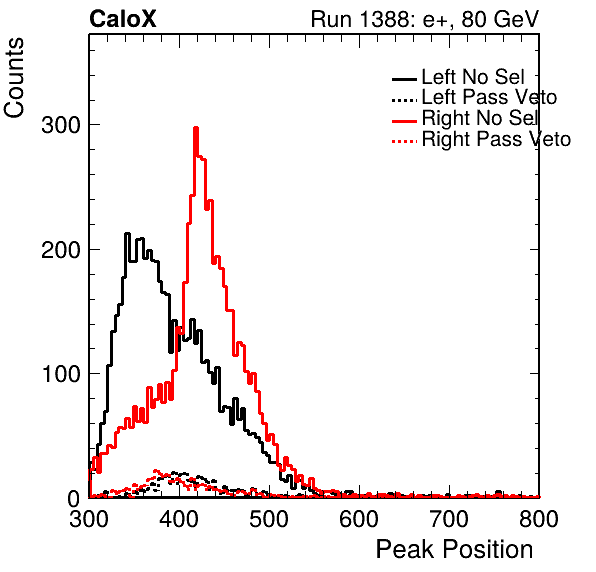 CaloX Run 1388: e+, 80 GeV
Counts
Left No Sel
Left Pass Veto
Right No Sel
Right Pass Veto
300
200
100
0
300 400 500 600 700 800
Peak Position